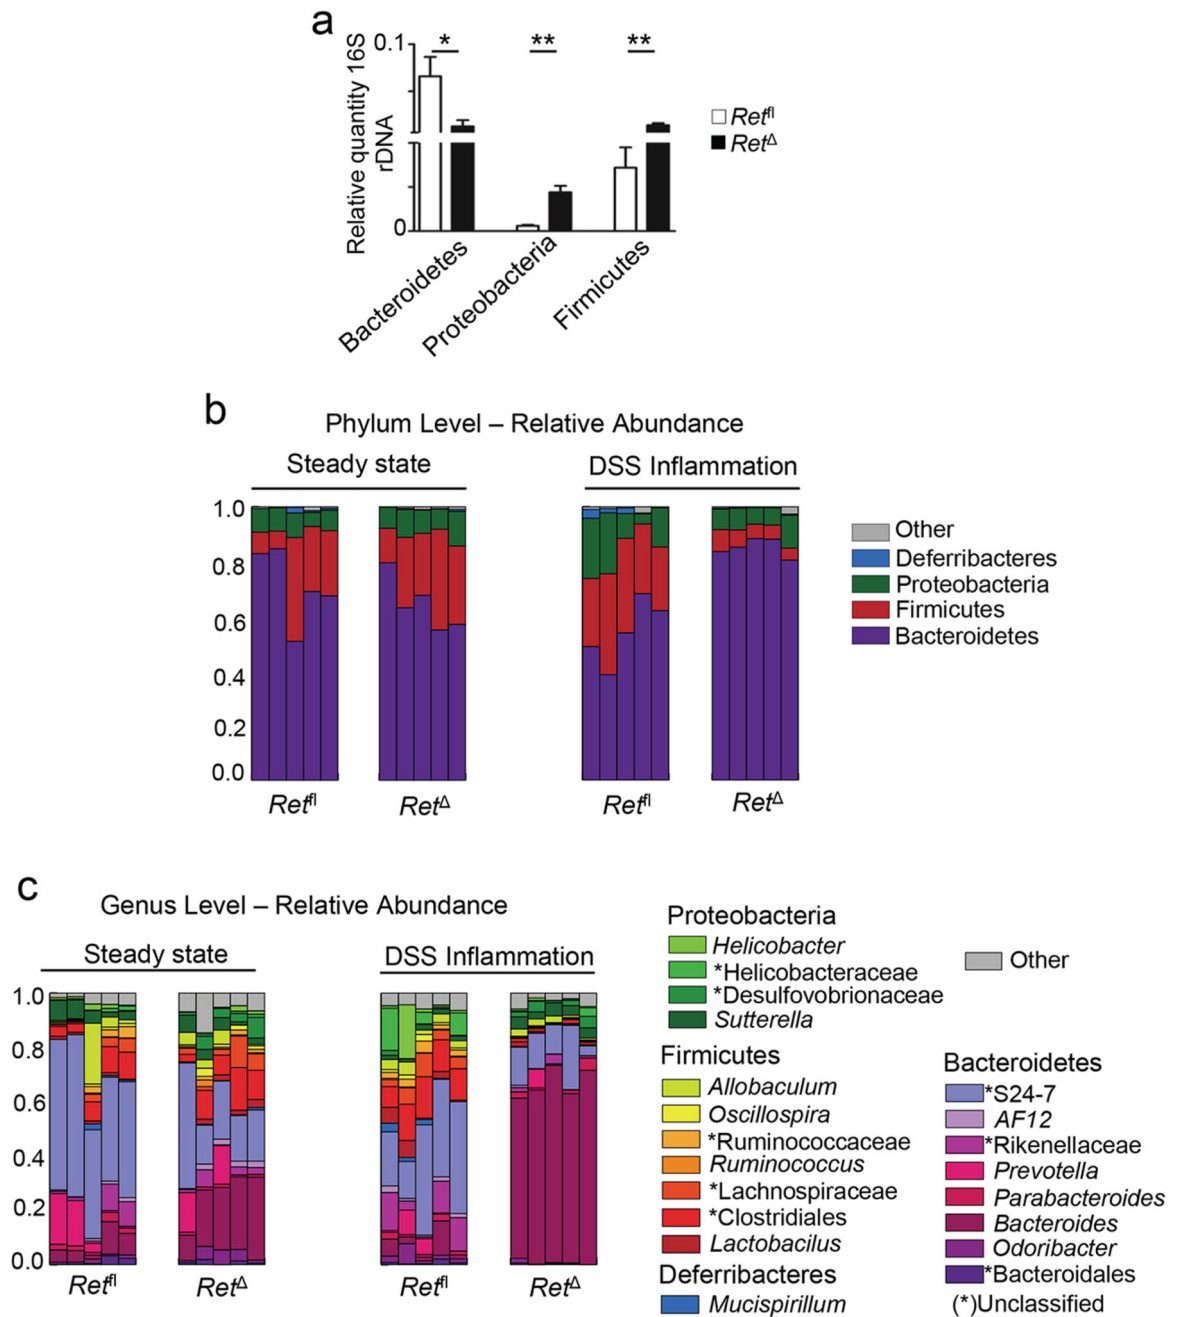 a
Relative quantity 16S
rDNA
0.1
0
*
**
**
Ret^fl
Ret^Δ
Bacteroidetes
Proteobacteria
Firmicutes
b
Phylum Level – Relative Abundance
Steady state
DSS Inflammation
1.0
0.8
0.6
0.4
0.2
0.0
Ret^fl
Ret^Δ
Ret^fl
Ret^Δ
Other
Deferribacteres
Proteobacteria
Firmicutes
Bacteroidetes
c
Genus Level – Relative Abundance
Steady state
DSS Inflammation
1.0
0.8
0.6
0.4
0.2
0.0
Ret^fl
Ret^Δ
Ret^fl
Ret^Δ
Proteobacteria
Helicobacter
*Helicobacteraceae
*Desulfovobrionaceae
Sutterella
Other
Firmicutes
Allobaculum
Oscillospira
*Ruminococcaceae
Ruminococcus
*Lachnospiraceae
*Clostridiales
Lactobacilus
Deferribacteres
Mucispirillum
Bacteroidetes
*S24-7
AF12
*Rikenellaceae
Prevotella
Parabacteroides
Bacteroides
Odoribacter
*Bacteroidales
(*)Unclassified